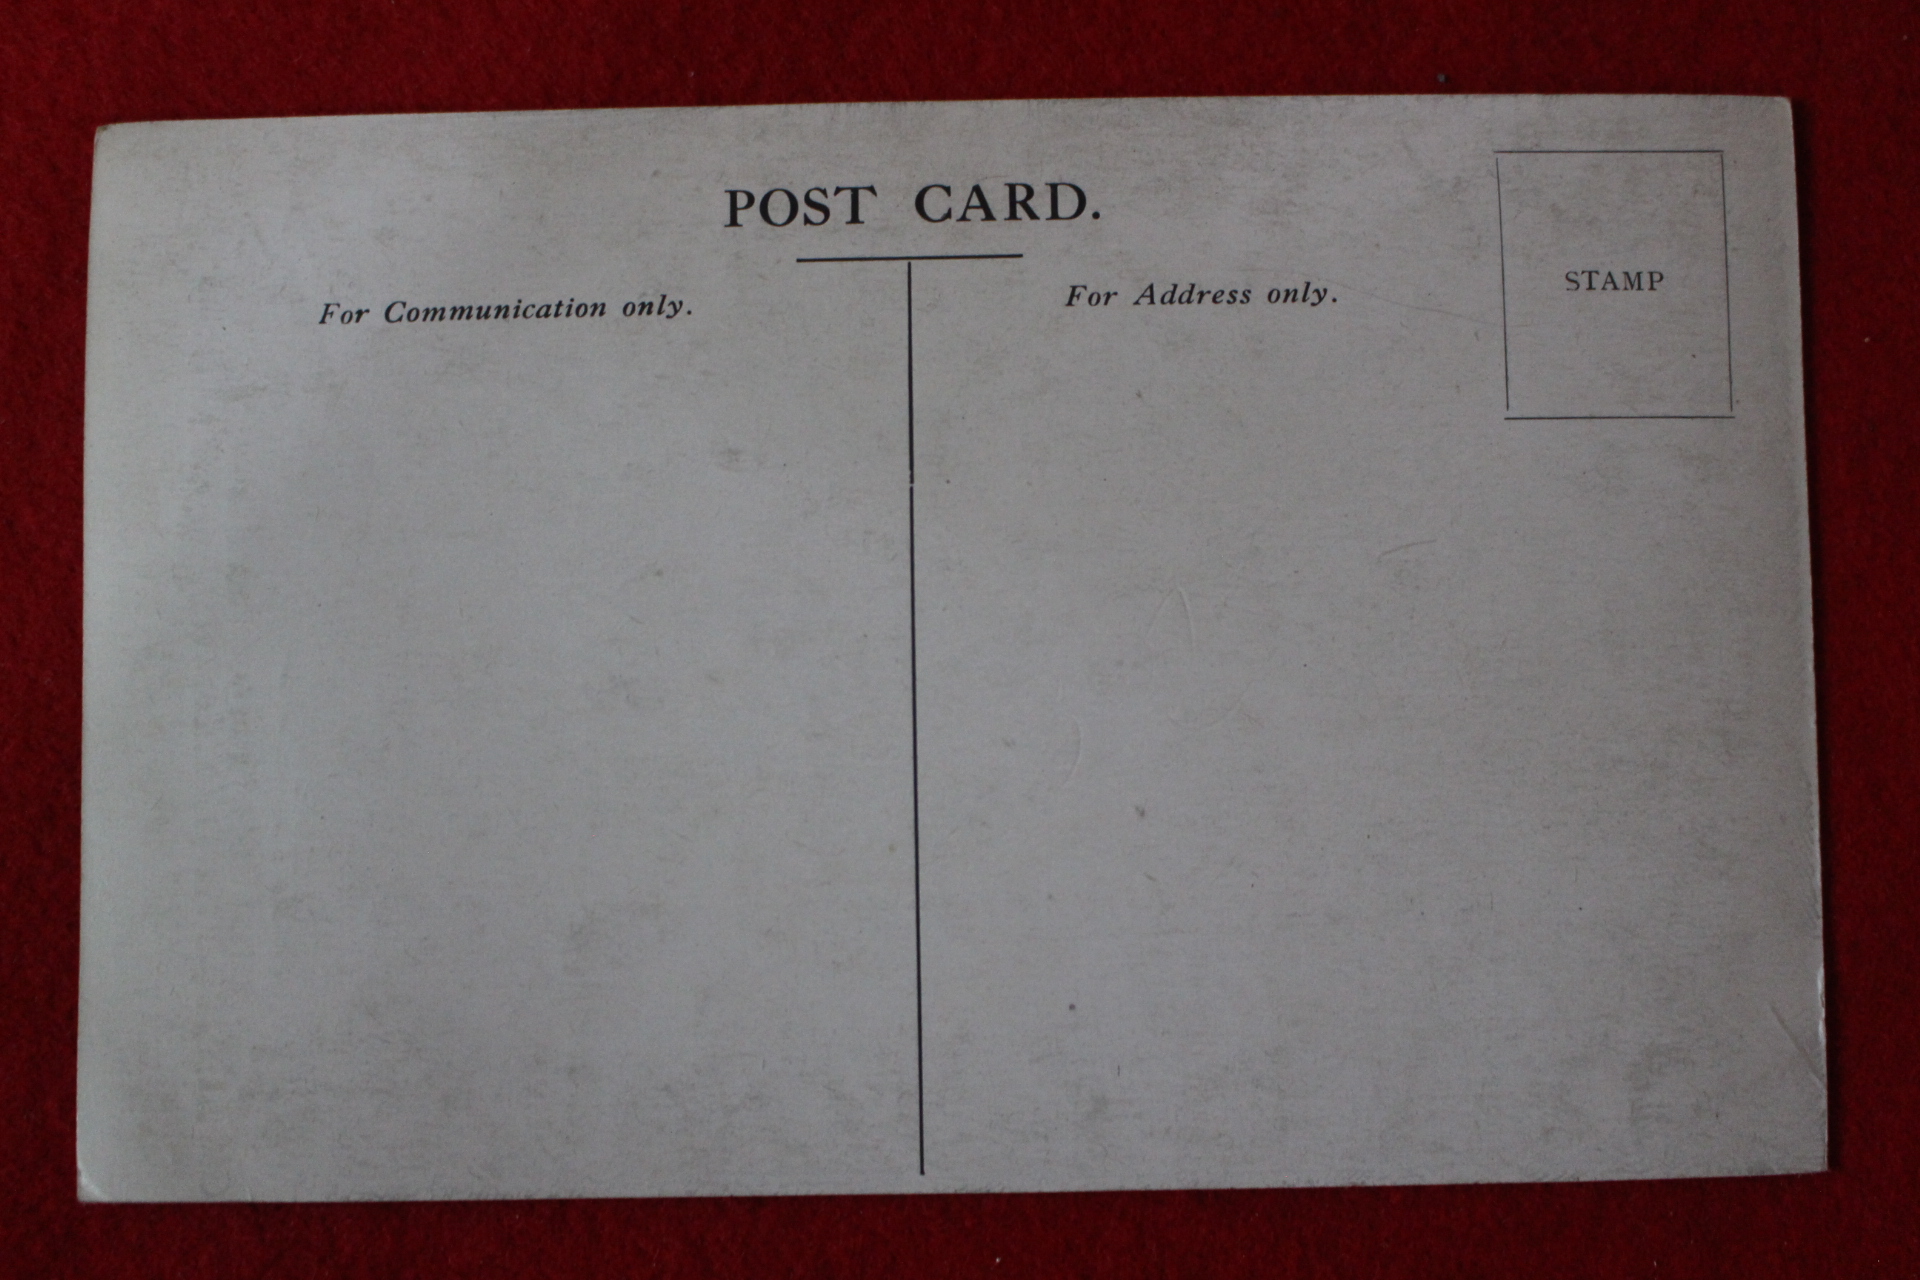 POST CARD.
For Communication only.
For Address only.
STAMP